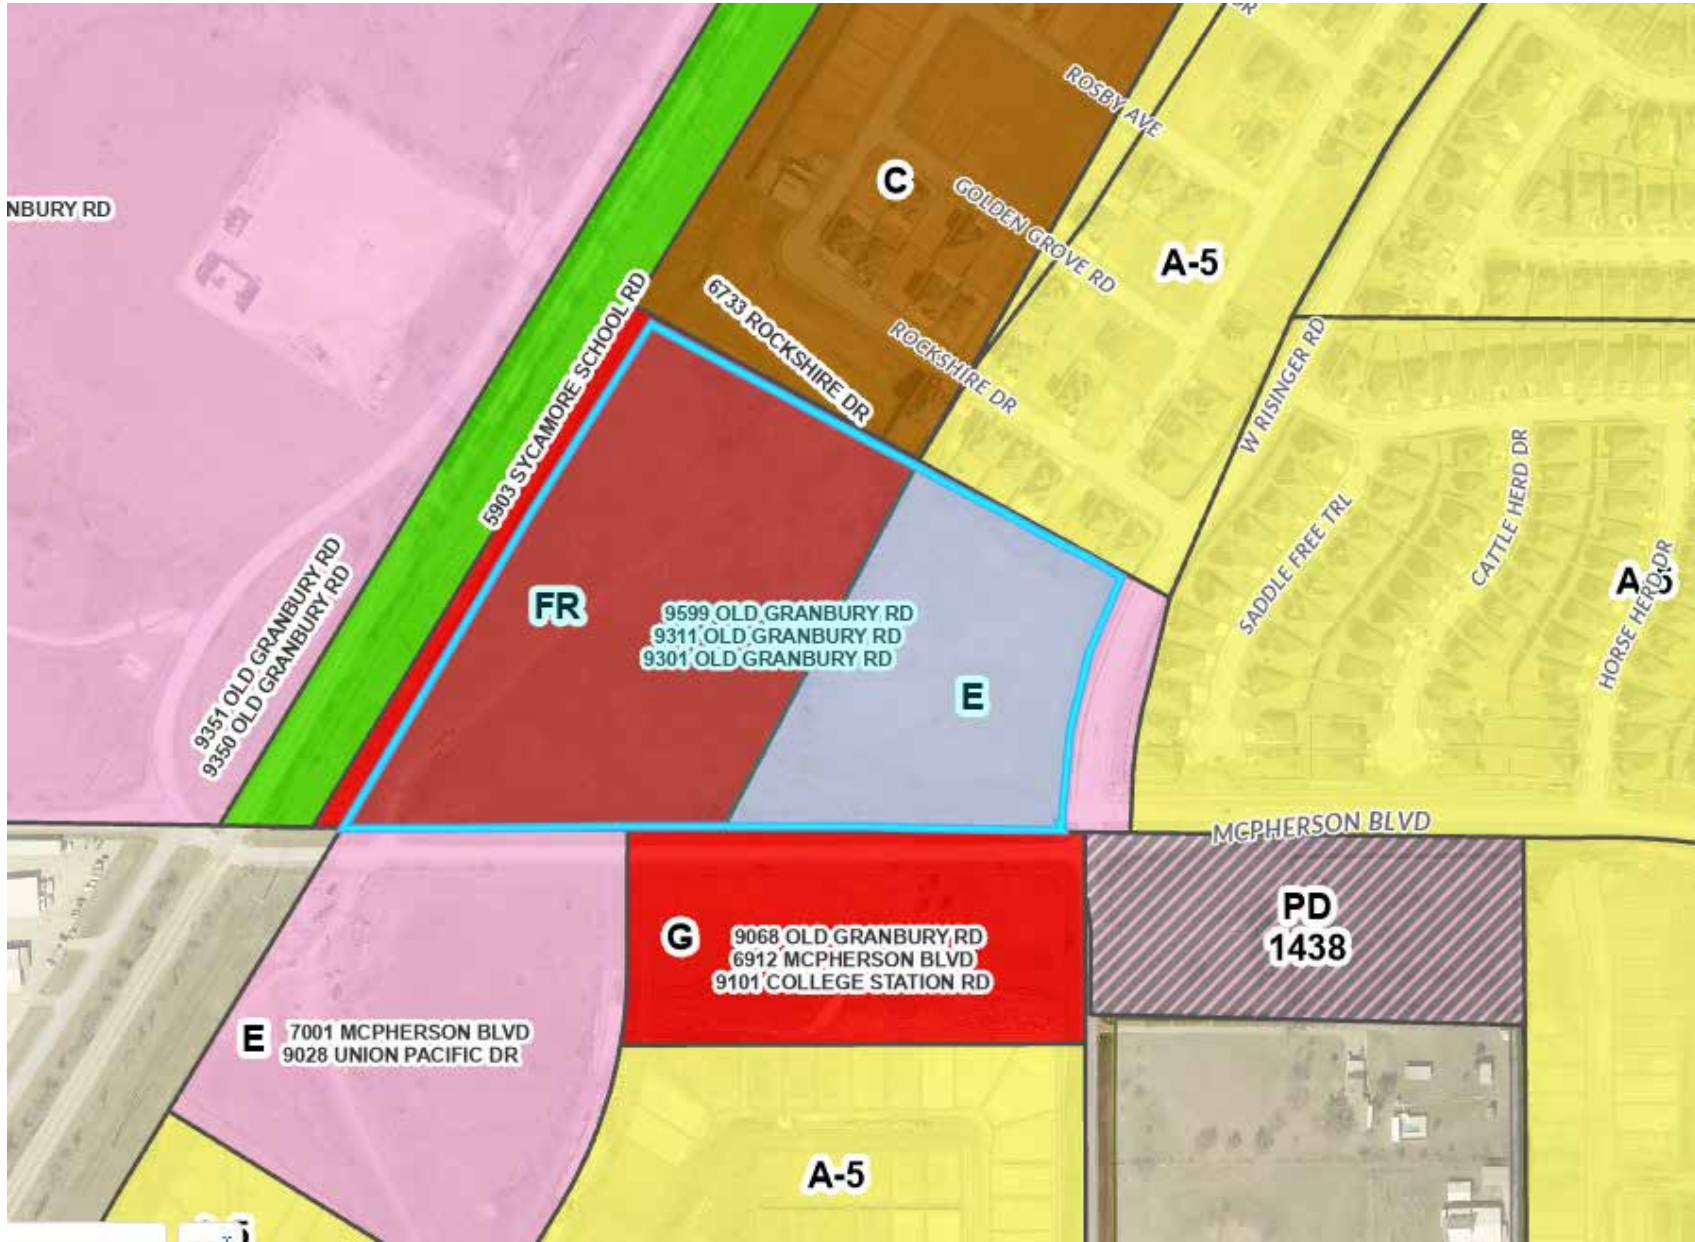 ROSBY AVE
C
GOLDEN GROVE RD
NBURY RD
A-5
6733 ROCKSHIRE DR
ROCKSHIRE DR
5903 SYCAMORE SCHOOL RD
W RISINGER RD
CATTLE HERD DR
SADDLE FREE TRL
A-5
HORSE HERD DR
FR
9599 OLD GRANBURY RD
9311 OLD GRANBURY RD
9301 OLD GRANBURY RD
9351 OLD GRANBURY RD
9350 OLD GRANBURY RD
E
MCPHERSON BLVD
PD
1438
G
9068 OLD GRANBURY RD
6912 MCPHERSON BLVD
9101 COLLEGE STATION RD
E
7001 MCPHERSON BLVD
9028 UNION PACIFIC DR
A-5